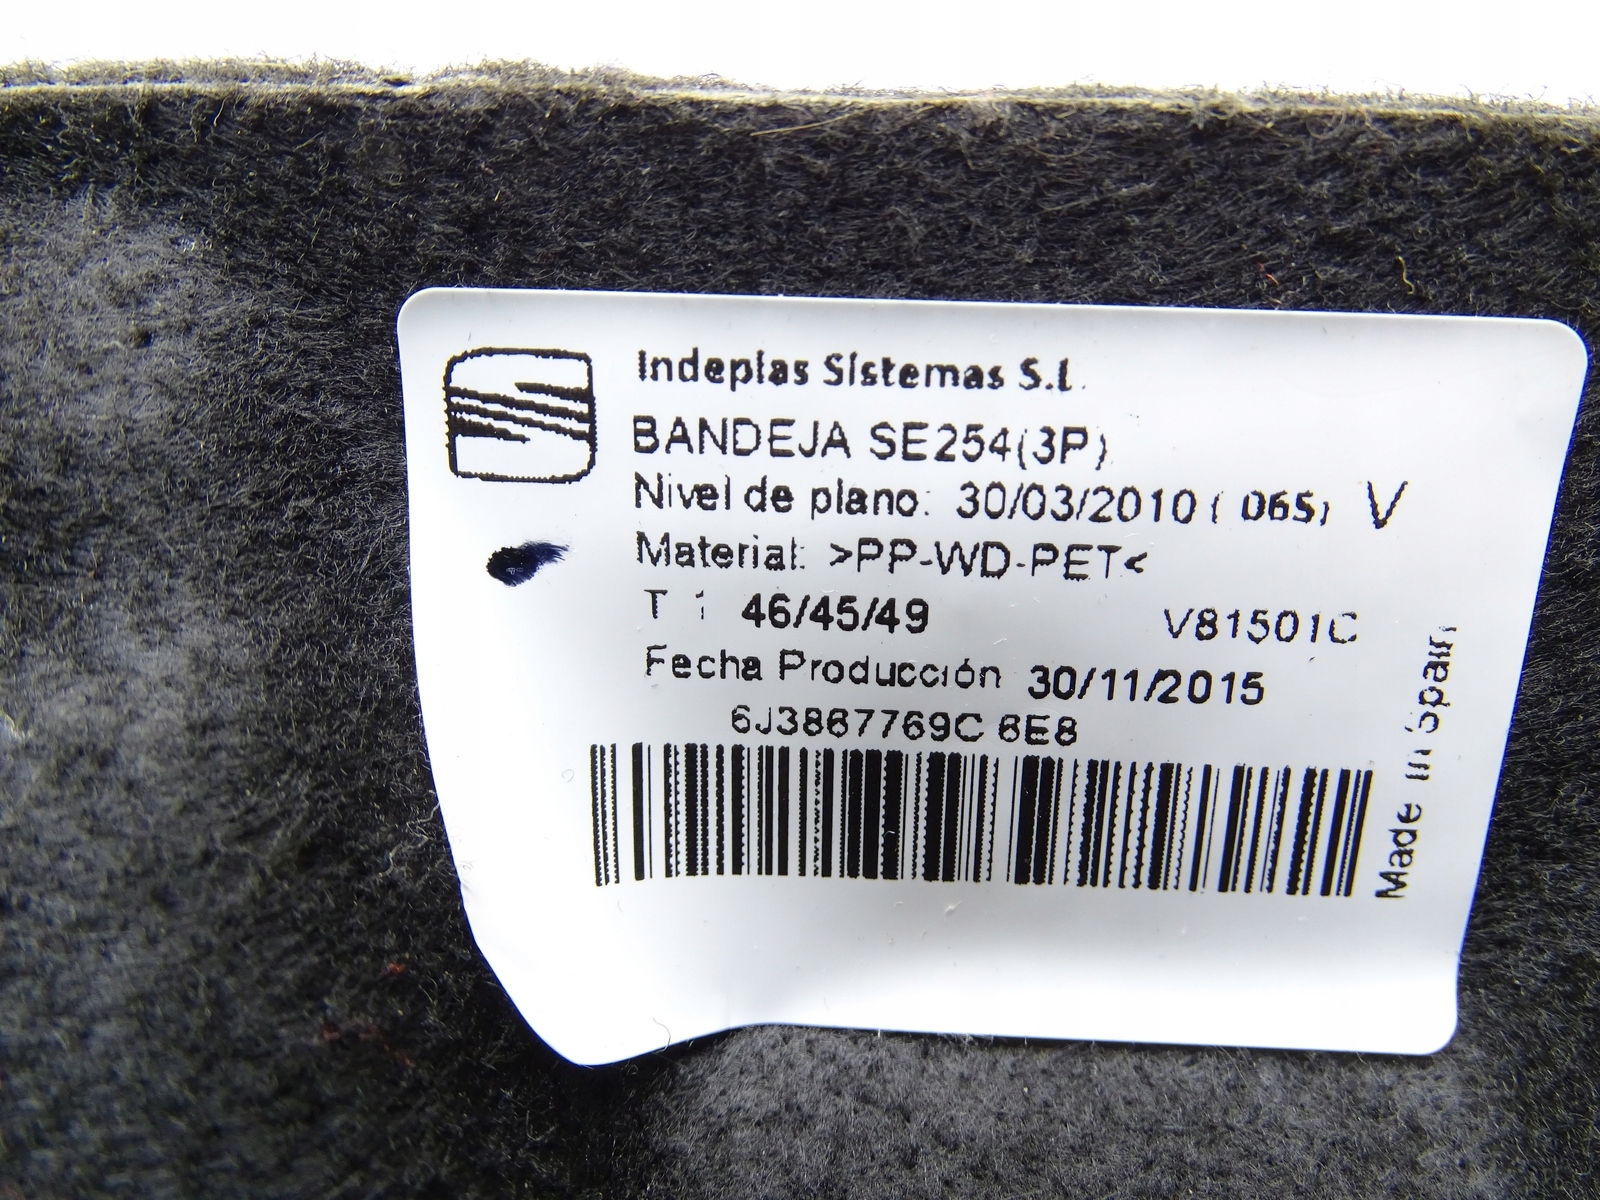 Indeplas Sistemas S.L.
BANDEJA SE254(3P)
Nivel de plano: 30/03/2010 ( 06S) V
Material: >PP-WD-PET<
T 1 46/45/49 V81501C
Fecha Producción 30/11/2015
6J3867769C 6E8
Made in Spain